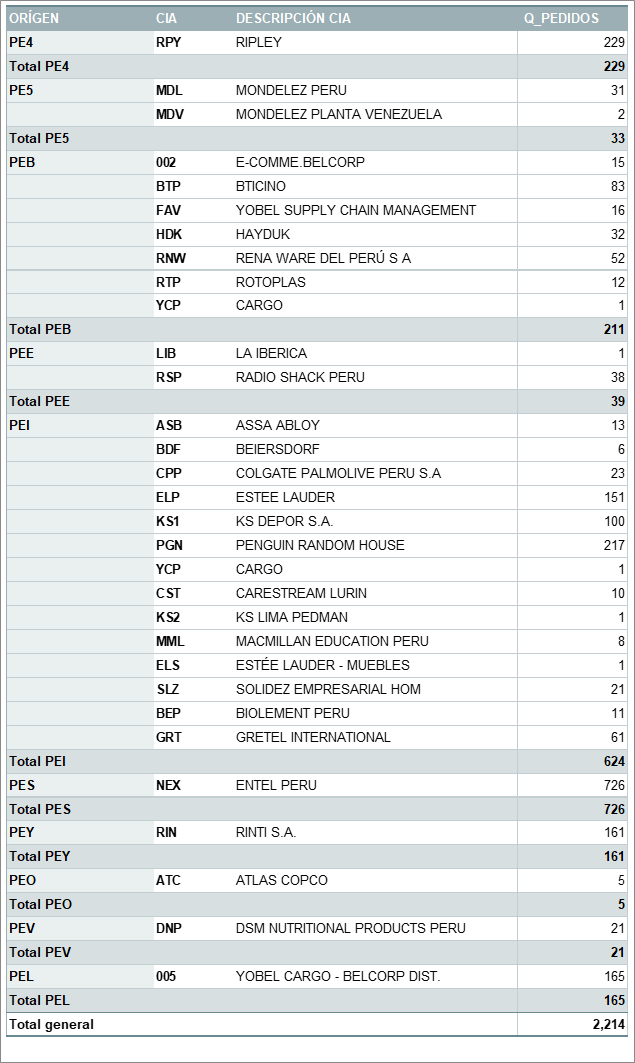 ORÍGEN CIA DESCRIPCIÓN CIA Q_PEDIDOS
PE4 RPY RIPLEY 229
Total PE4 229
PE5 MDL MONDELEZ PERU 31
MDV MONDELEZ PLANTA VENEZUELA 2
Total PE5 33
PEB 002 E-COMME.BELCORP 15
BTP BTICINO 83
FAV YOBEL SUPPLY CHAIN MANAGEMENT 16
HDK HAYDUK 32
RNW RENA WARE DEL PERÚ S A 52
RTP ROTOPLAS 12
YCP CARGO 1
Total PEB 211
PEE LIB LA IBERICA 1
RSP RADIO SHACK PERU 38
Total PEE 39
PEI ASB ASSA ABLOY 13
BDF BEIERSDORF 6
CPP COLGATE PALMOLIVE PERU S.A 23
ELP ESTEE LAUDER 151
KS1 KS DEPOR S.A. 100
PGN PENGUIN RANDOM HOUSE 217
YCP CARGO 1
CST CARESTREAM LURIN 10
KS2 KS LIMA PEDMAN 1
MML MACMILLAN EDUCATION PERU 8
ELS ESTÉE LAUDER - MUEBLES 1
SLZ SOLIDEZ EMPRESARIAL HOM 21
BEP BIOLEMENT PERU 11
GRT GRETEL INTERNATIONAL 61
Total PEI 624
PES NEX ENTEL PERU 726
Total PES 726
PEY RIN RINTI S.A. 161
Total PEY 161
PEO ATC ATLAS COPCO 5
Total PEO 5
PEV DNP DSM NUTRITIONAL PRODUCTS PERU 21
Total PEV 21
PEL 005 YOBEL CARGO - BELCORP DIST. 165
Total PEL 165
Total general 2,214